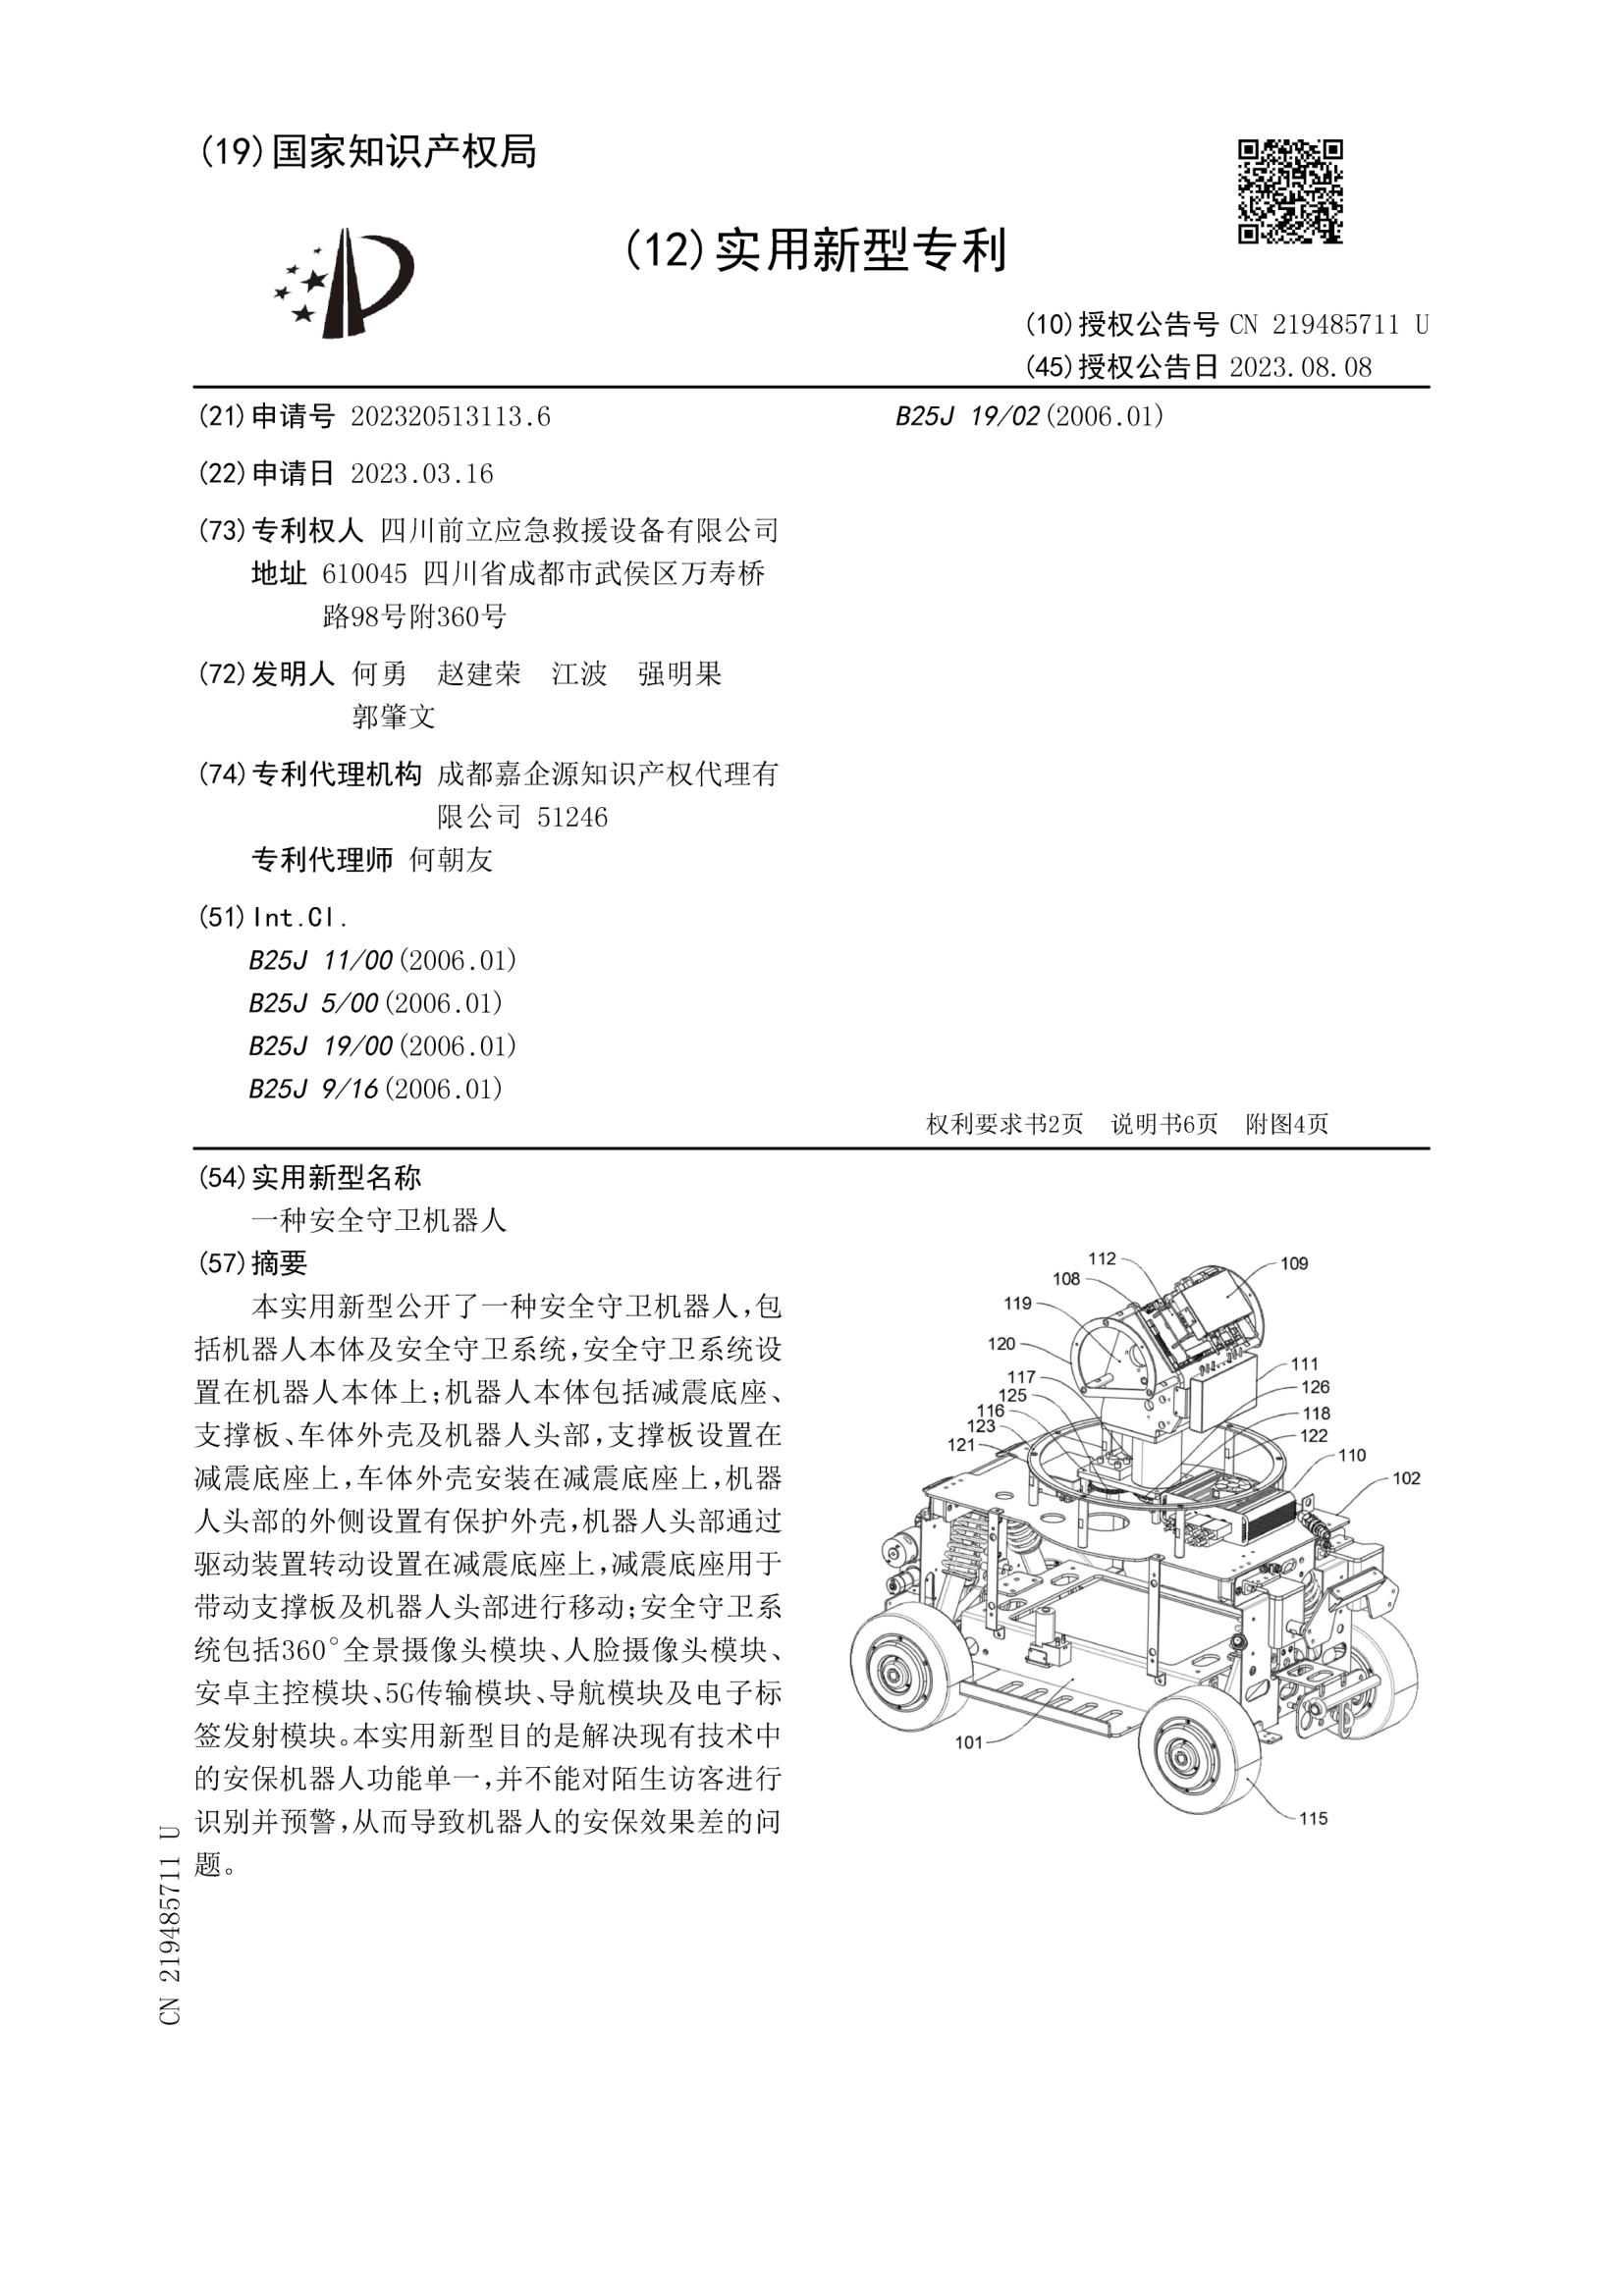 (19)国家知识产权局
(12)实用新型专利
(10)授权公告号 CN 219485711 U
(45)授权公告日 2023.08.08
(21)申请号 202320513113.6
(22)申请日 2023.03.16
(73)专利权人 四川前立应急救援设备有限公司
地址 610045 四川省成都市武侯区万寿桥
路98号附360号
(72)发明人 何勇 赵建荣 江波 强明果
郭肇文
(74)专利代理机构 成都嘉企源知识产权代理有
限公司 51246
专利代理师 何朝友
(51)Int.Cl.
B25J 11/00(2006.01)
B25J 5/00(2006.01)
B25J 19/00(2006.01)
B25J 9/16(2006.01)
B25J 19/02(2006.01)
权利要求书2页 说明书6页 附图4页
(54)实用新型名称
一种安全守卫机器人
(57)摘要
本实用新型公开了一种安全守卫机器人,包
括机器人本体及安全守卫系统,安全守卫系统设
置在机器人本体上;机器人本体包括减震底座、
支撑板、车体外壳及机器人头部,支撑板设置在
减震底座上,车体外壳安装在减震底座上,机器
人头部的外侧设置有保护外壳,机器人头部通过
驱动装置转动设置在减震底座上,减震底座用于
带动支撑板及机器人头部进行移动;安全守卫系
统包括360°全景摄像头模块、人脸摄像头模块、
安卓主控模块、5G传输模块、导航模块及电子标
签发射模块。本实用新型目的是解决现有技术中
的安保机器人功能单一,并不能对陌生访客进行
识别并预警,从而导致机器人的安保效果差的问
题。
112
108
119
120
117
125
116
123
121
109
111
126
118
122
110
102
101
115
CN 219485711 U